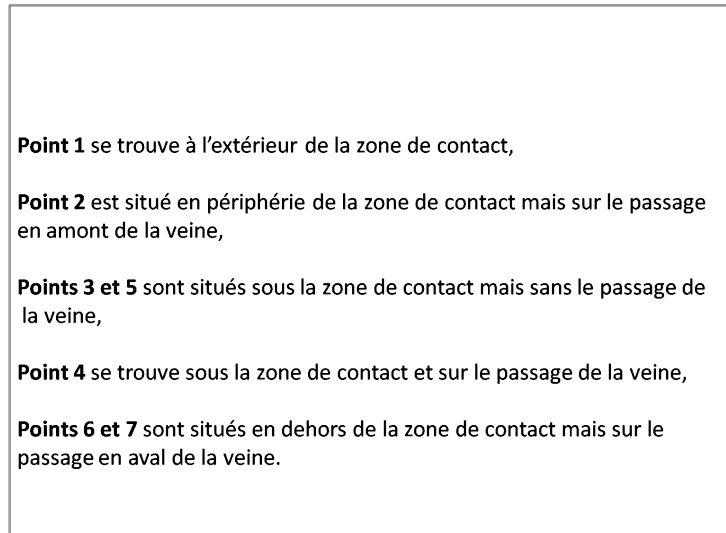 Point 1 se trouve à l’extérieur de la zone de contact,
Point 2 est situé en périphérie de la zone de contact mais sur le passage
en amont de la veine,
Points 3 et 5 sont situés sous la zone de contact mais sans le passage de
la veine,
Point 4 se trouve sous la zone de contact et sur le passage de la veine,
Points 6 et 7 sont situés en dehors de la zone de contact mais sur le
passage en aval de la veine.